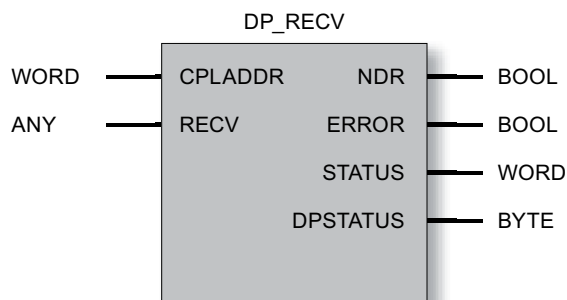 DP_RECV
WORD CPLADDR NDR BOOL
ANY RECV ERROR BOOL
STATUS WORD
DPSTATUS BYTE